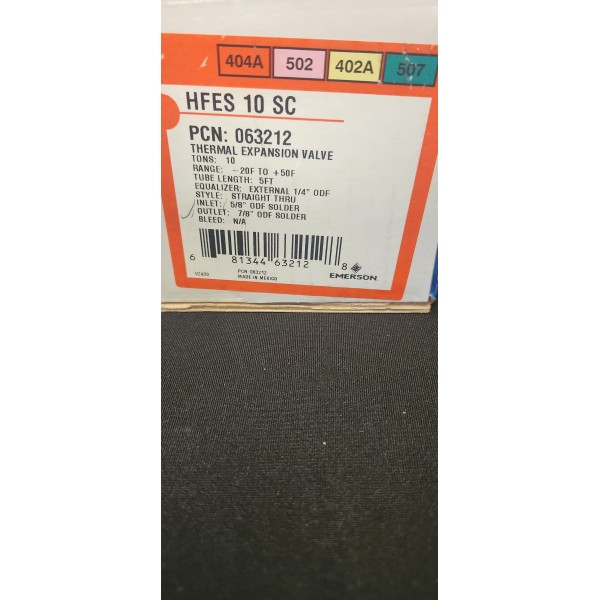 404A 502 402A 507
HFES 10 SC
PCN: 063212
THERMAL EXPANSION VALVE
TONS: 10
RANGE: -20F TO +50F
TUBE LENGTH: 5FT
EQUALIZER: EXTERNAL 1/4" ODF
STYLE: STRAIGHT THRU
INLET: 5/8" ODF SOLDER
OUTLET: 7/8" ODF SOLDER
BLEED: N/A
6 81344 63212 8
PCN 063212
MADE IN MEXICO
EMERSON